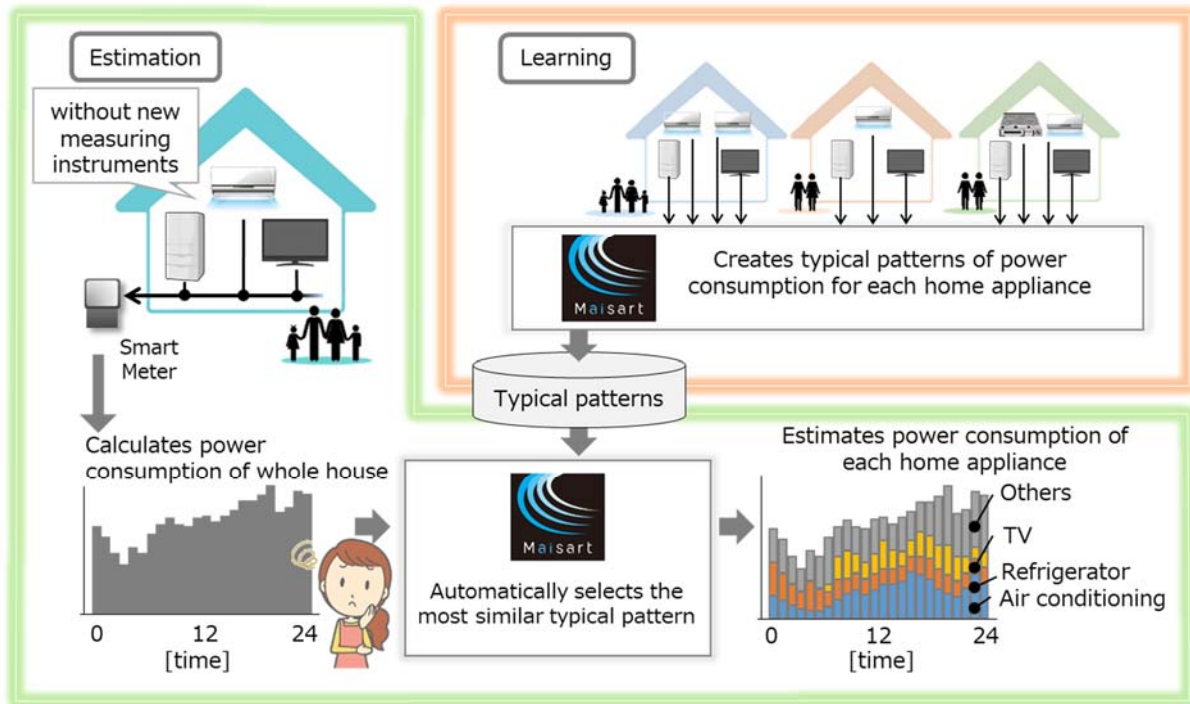 Estimation
without new
measuring
instruments
Smart
Meter
Learning
Maisart
Creates typical patterns of power
consumption for each home appliance
Typical patterns
Calculates power
consumption of whole house
0 12 24
[time]
Maisart
Automatically selects the
most similar typical pattern
Estimates power consumption of
each home appliance
Others
TV
Refrigerator
Air conditioning
0 12 24
[time]